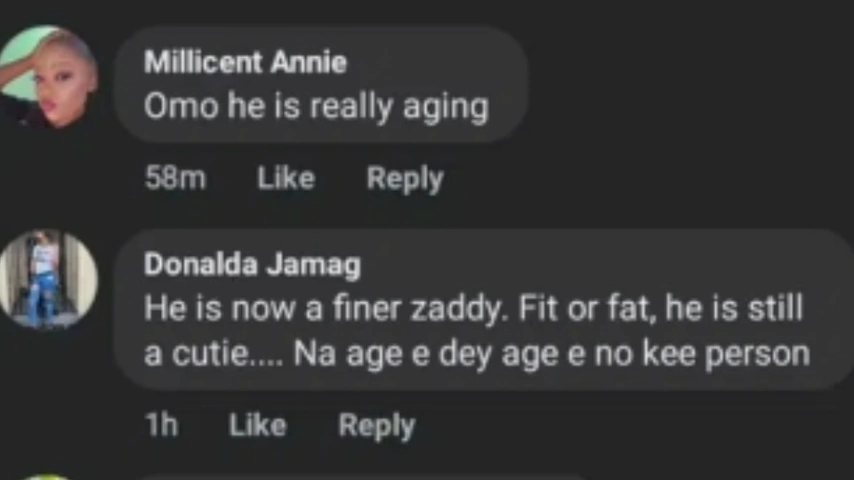 Millicent Annie
Omo he is really aging
58m Like Reply
Donalda Jamag
He is now a finer zaddy. Fit or fat, he is still
a cutie.... Na age e dey age e no kee person
1h Like Reply